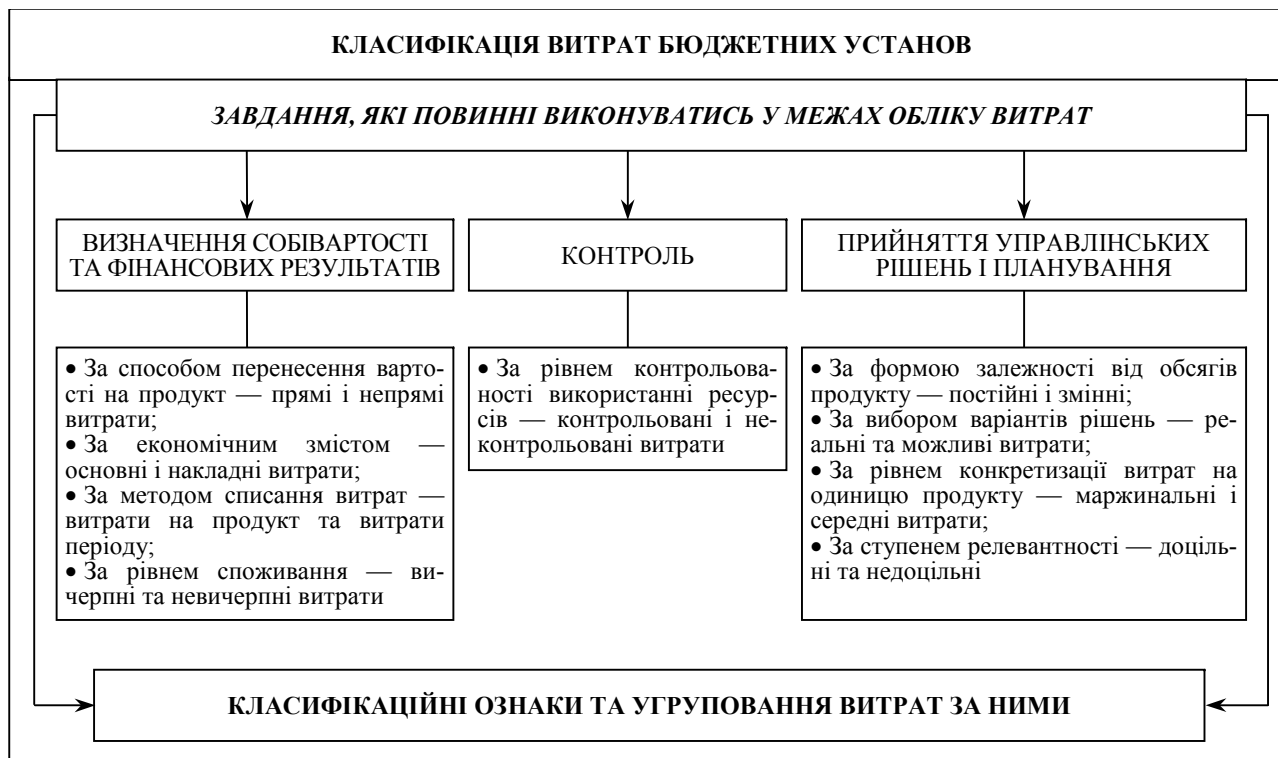 КЛАСИФІКАЦІЯ ВИТРАТ БЮДЖЕТНИХ УСТАНОВ
ЗАВДАННЯ, ЯКІ ПОВИННІ ВИКОНУВАТИСЬ У МЕЖАХ ОБЛІКУ ВИТРАТ
ВИЗНАЧЕННЯ СОБІВАРТОСТІ
ТА ФІНАНСОВИХ РЕЗУЛЬТАТІВ
КОНТРОЛЬ
ПРИЙНЯТТЯ УПРАВЛІНСЬКИХ
РІШЕНЬ І ПЛАНУВАННЯ
• За способом перенесення варто-
сті на продукт — прямі і непрямі
витрати;
• За економічним змістом —
основні і накладні витрати;
• За методом списання витрат —
витрати на продукт та витрати
періоду;
• За рівнем споживання — ви-
черпні та невичерпні витрати
• За рівнем контрольова-
ності використанні ресур-
сів — контрольовані і не-
контрольовані витрати
• За формою залежності від обсягів
продукту — постійні і змінні;
• За вибором варіантів рішень — ре-
альні та можливі витрати;
• За рівнем конкретизації витрат на
одиницю продукту — маржинальні і
середні витрати;
• За ступенем релевантності — доціль-
ні та недоцільні
КЛАСИФІКАЦІЙНІ ОЗНАКИ ТА УГРУПОВАННЯ ВИТРАТ ЗА НИМИ